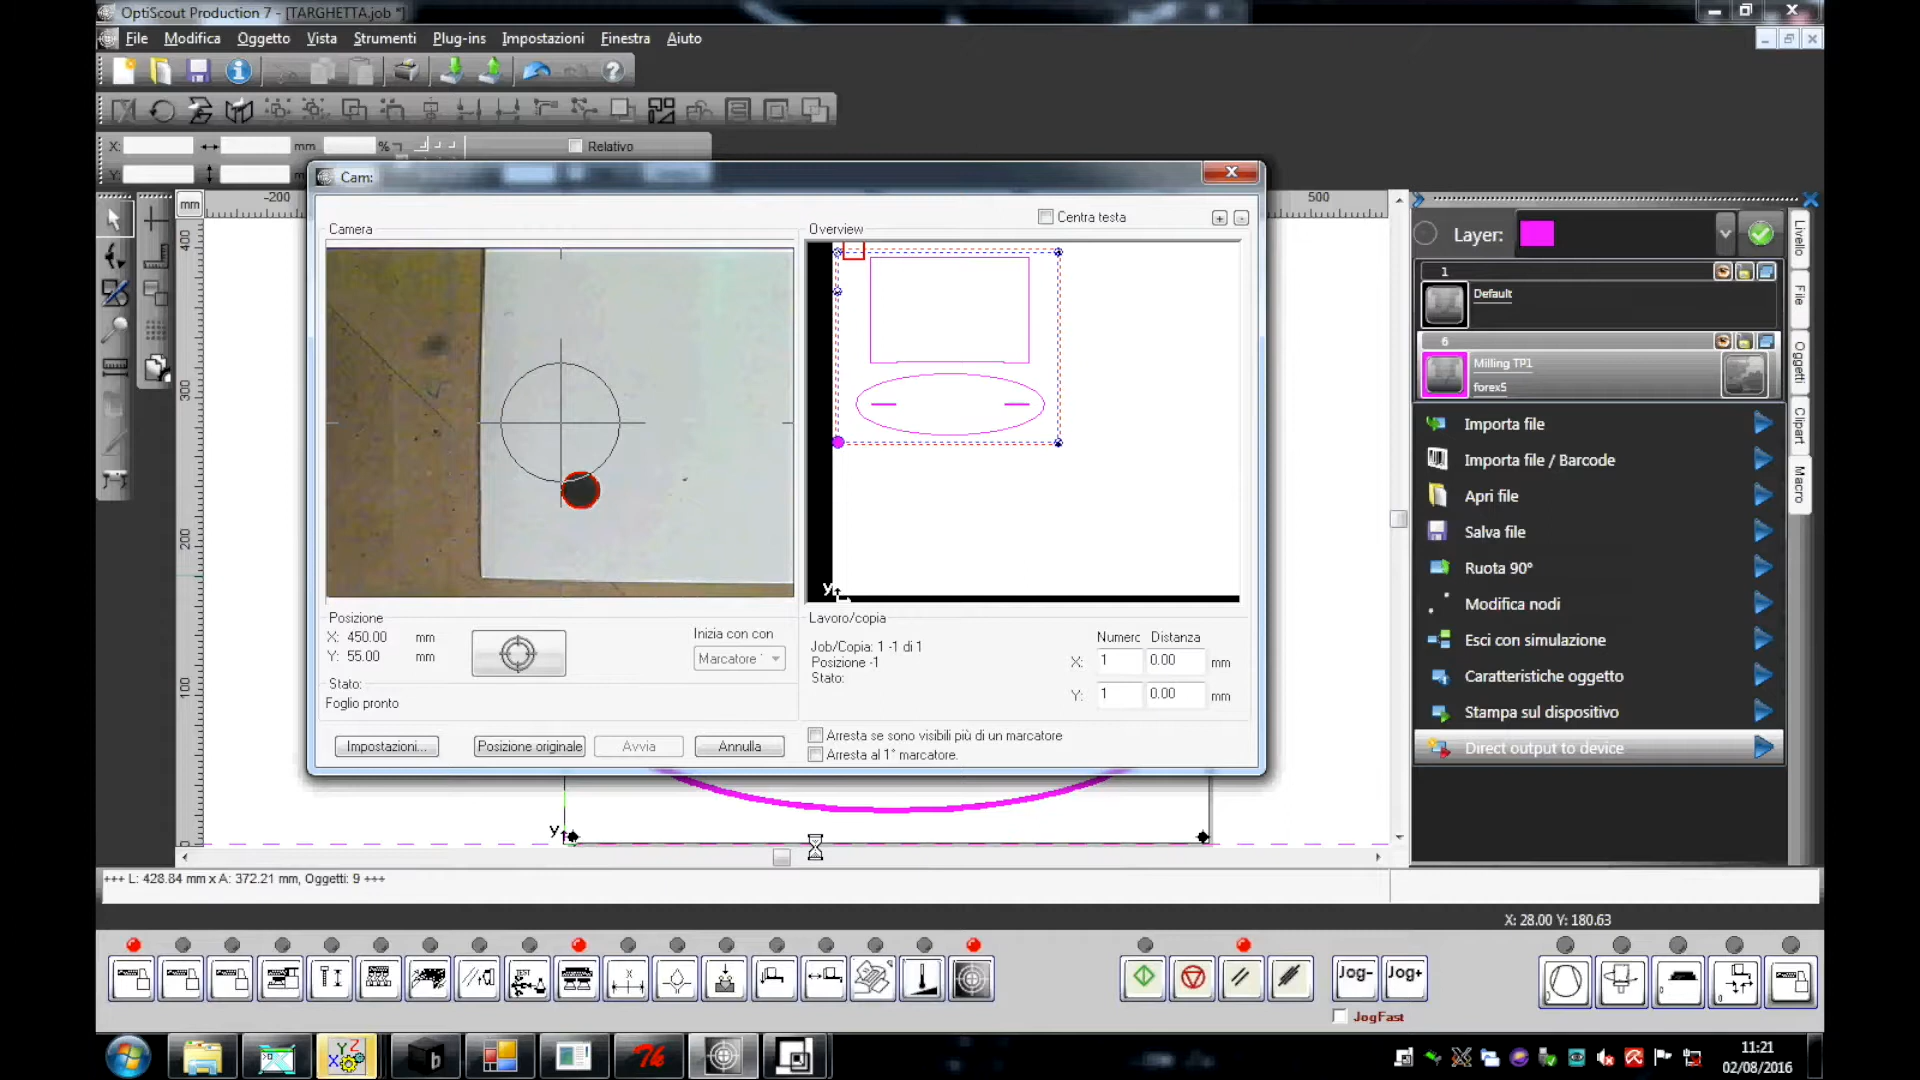 OptiScout Production 7 - [TARGHETTA.job *]
File Modifica Oggetto Vista Strumenti Plug-ins Impostazioni Finestra Aiuto
X: mm % Relativo
Y:
Cam:
mm -200 500
400
300
200
100
0
Camera
Overview
Centra testa
+ -
y
Posizione
X: 450.00 mm
Y: 55.00 mm
Inizia con con
Marcatore
Stato:
Foglio pronto
Impostazioni... Posizione originale Avvia Annulla
Lavoro/copia
Job/Copia: 1 -1 di 1
Posizione -1
Stato:
Numero Distanza
X: 1 0.00 mm
Y: 1 0.00 mm
Arresta se sono visibili più di un marcatore
Arresta al 1° marcatore.
y
Layer:
1
Default
6
Milling TP1
forex5
Importa file
Importa file / Barcode
Apri file
Salva file
Ruota 90°
Modifica nodi
Esci con simulazione
Caratteristiche oggetto
Stampa sul dispositivo
Direct output to device
Livello
File
Oggetti
Clipart
Macro
+++ L: 428.84 mm x A: 372.21 mm, Oggetti: 9 +++
X: 28.00 Y: 180.63
TEST
Jog- Jog+
JogFast
XYZ
b
7k
11:21
02/08/2016